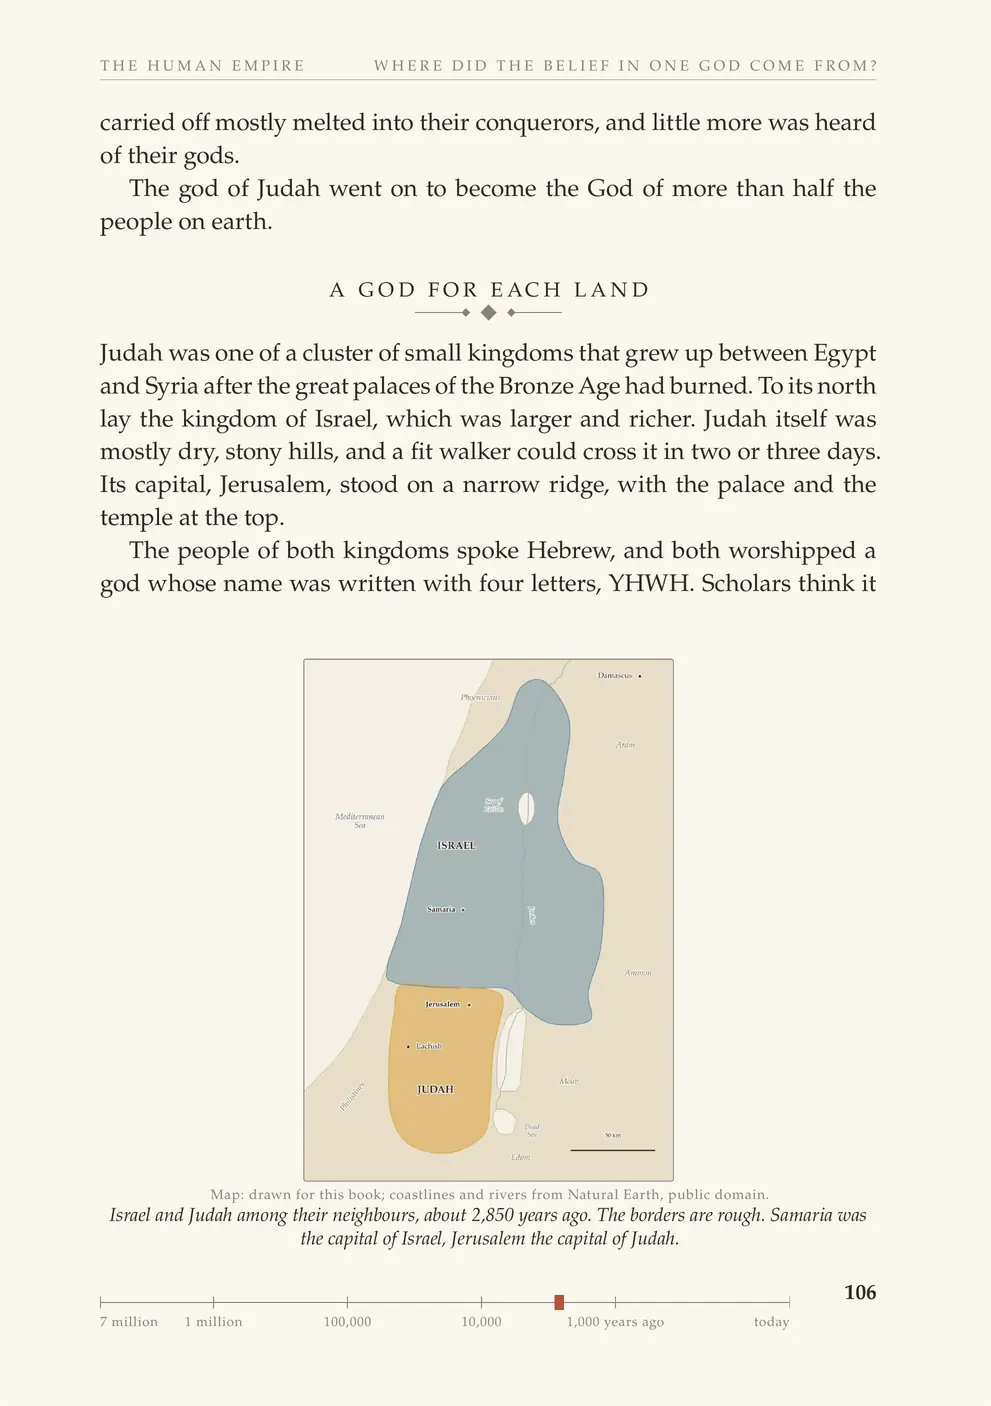 THE HUMAN EMPIRE
WHERE DID THE BELIEF IN ONE GOD COME FROM?
carried off mostly melted into their conquerors, and little more was heard
of their gods.
The god of Judah went on to become the God of more than half the
people on earth.
A GOD FOR EACH LAND
Judah was one of a cluster of small kingdoms that grew up between Egypt
and Syria after the great palaces of the Bronze Age had burned. To its north
lay the kingdom of Israel, which was larger and richer. Judah itself was
mostly dry, stony hills, and a fit walker could cross it in two or three days.
Its capital, Jerusalem, stood on a narrow ridge, with the palace and the
temple at the top.
The people of both kingdoms spoke Hebrew, and both worshipped a
god whose name was written with four letters, YHWH. Scholars think it
Damascus
Phoenicians
Aram
Sea of
Galilee
Mediterranean
Sea
ISRAEL
Samaria
Jordan
Ammon
Jerusalem
Lachish
Moab
JUDAH
Philistines
Dead
Sea
50 km
Edom
Map: drawn for this book; coastlines and rivers from Natural Earth, public domain.
Israel and Judah among their neighbours, about 2,850 years ago. The borders are rough. Samaria was
the capital of Israel, Jerusalem the capital of Judah.
106
7 million
1 million
100,000
10,000
1,000 years ago
today